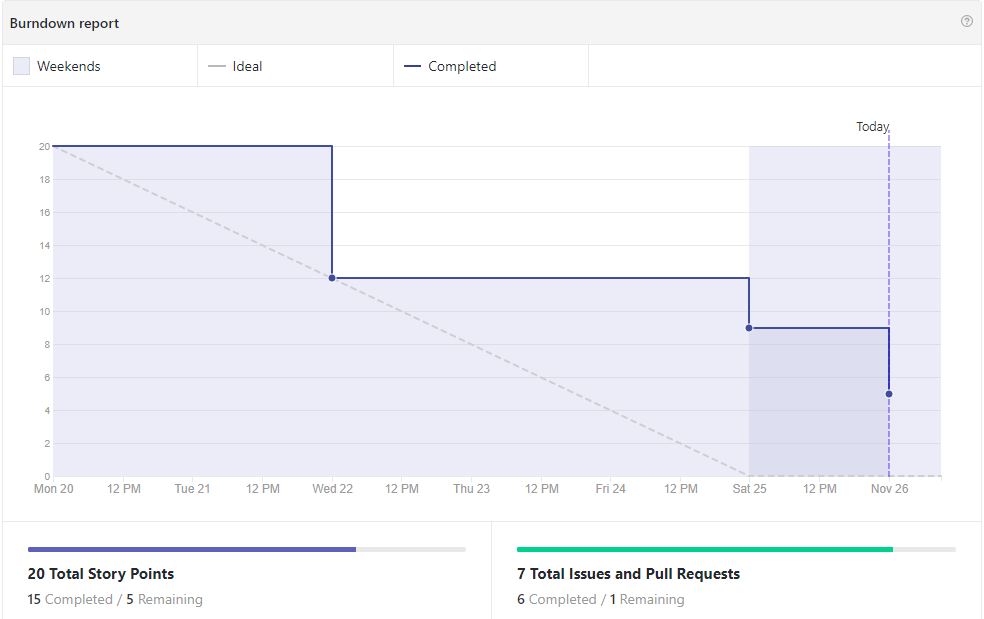 Burndown report
Weekends Ideal Completed
Today
20
18
16
14
12
10
8
6
4
2
0
Mon 20 12 PM Tue 21 12 PM Wed 22 12 PM Thu 23 12 PM Fri 24 12 PM Sat 25 12 PM Nov 26
20 Total Story Points
15 Completed / 5 Remaining
7 Total Issues and Pull Requests
6 Completed / 1 Remaining